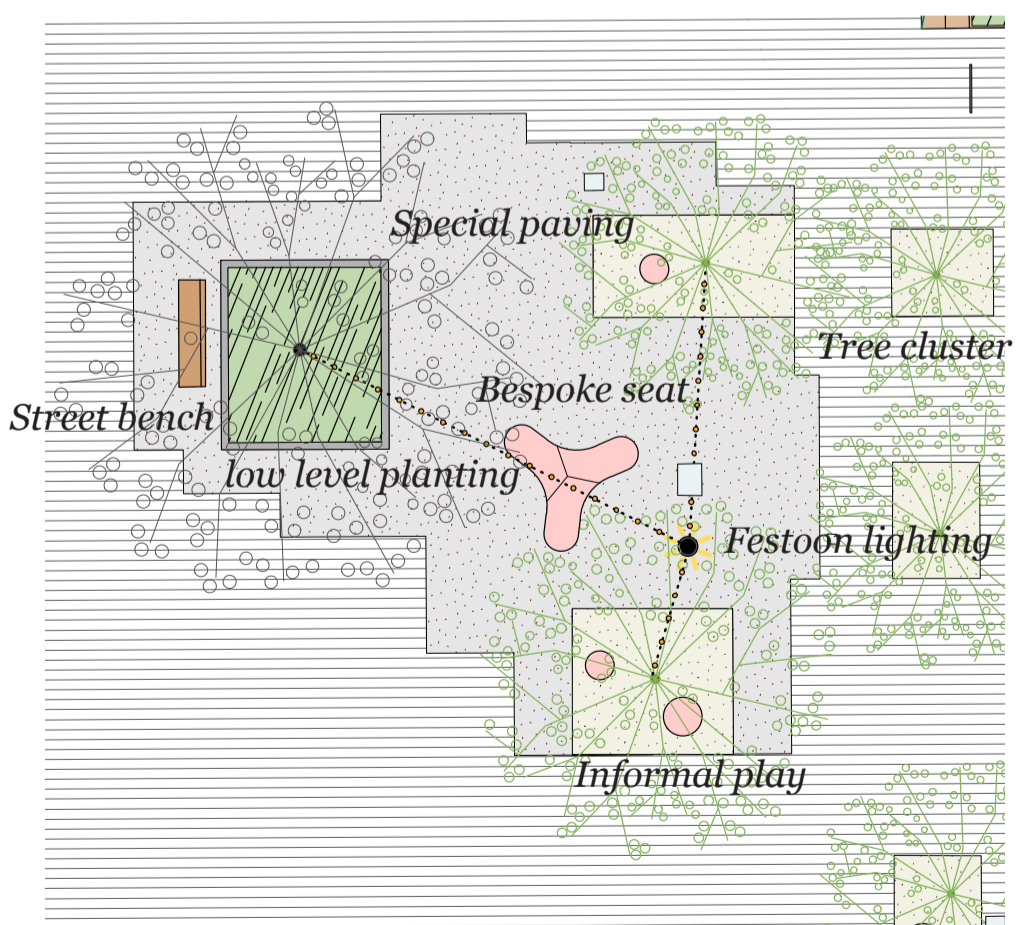 Special paving
Tree cluster
Bespoke seat
Street bench
low level planting
Festoon lighting
Informal play